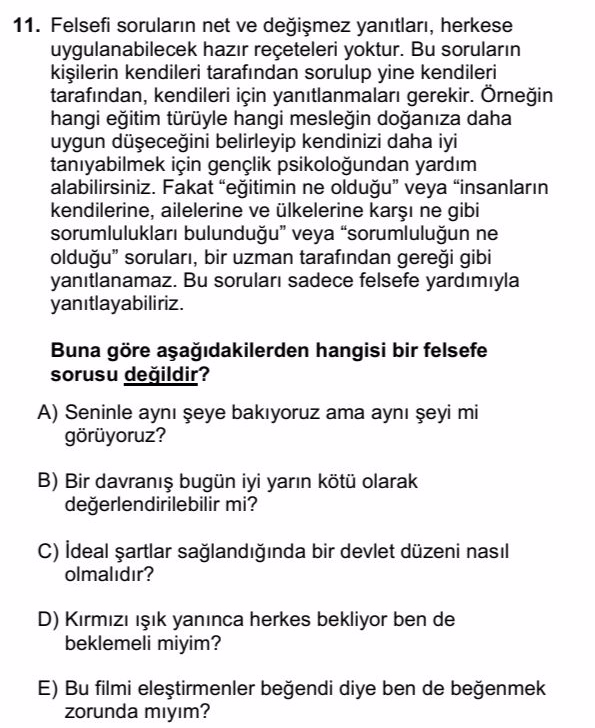 11. Felsefi soruların net ve değişmez yanıtları, herkese
uygulanabilecek hazır reçeteleri yoktur. Bu soruların
kişilerin kendileri tarafından sorulup yine kendileri
tarafından, kendileri için yanıtlanmaları gerekir. Örneğin
hangi eğitim türüyle hangi mesleğin doğanıza daha
uygun düşeceğini belirleyip kendinizi daha iyi
tanıyabilmek için gençlik psikoloğundan yardım
alabilirsiniz. Fakat “eğitimin ne olduğu” veya “insanların
kendilerine, ailelerine ve ülkelerine karşı ne gibi
sorumlulukları bulunduğu” veya “sorumluluğun ne
olduğu” soruları, bir uzman tarafından gereği gibi
yanıtlanamaz. Bu soruları sadece felsefe yardımıyla
yanıtlayabiliriz.
Buna göre aşağıdakilerden hangisi bir felsefe
sorusu değildir?
A) Seninle aynı şeye bakıyoruz ama aynı şeyi mi
görüyoruz?
B) Bir davranış bugün iyi yarın kötü olarak
değerlendirilebilir mi?
C) İdeal şartlar sağlandığında bir devlet düzeni nasıl
olmalıdır?
D) Kırmızı ışık yanınca herkes bekliyor ben de
beklemeli miyim?
E) Bu filmi eleştirmenler beğendi diye ben de beğenmek
zorunda mıyım?